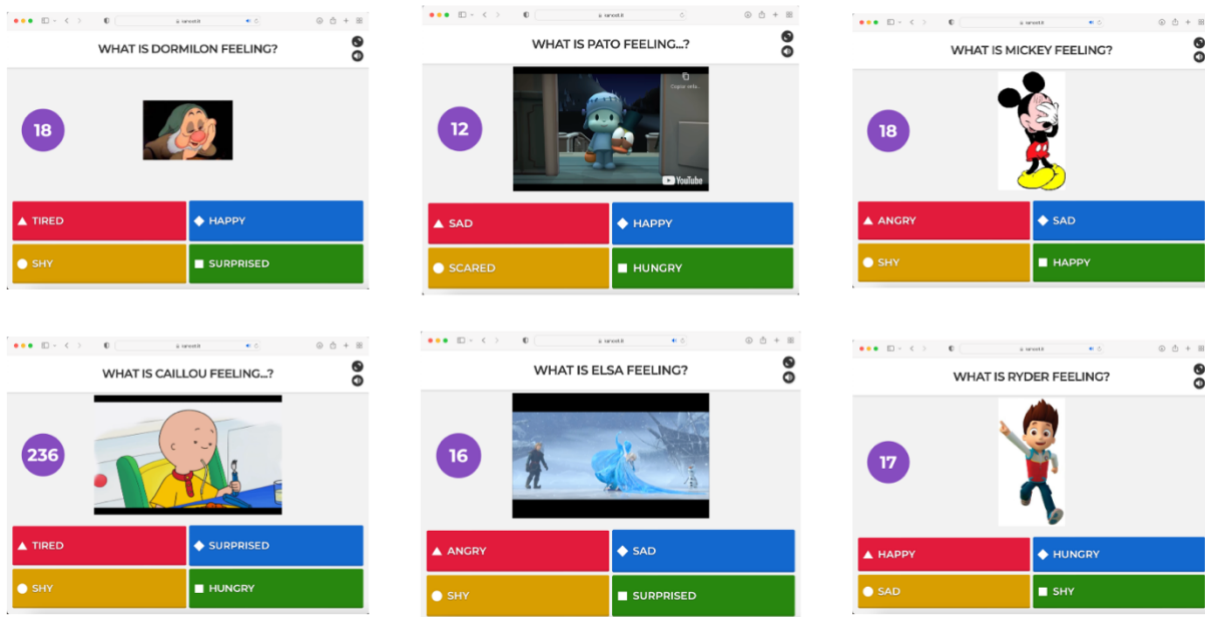 WHAT IS DORMILON FEELING?
18
TIRED
HAPPY
SHY
SURPRISED
WHAT IS PATO FEELING...?
12
YouTube
SAD
HAPPY
SCARED
HUNGRY
WHAT IS MICKEY FEELING?
18
ANGRY
SAD
SHY
HAPPY
WHAT IS CAILLOU FEELING...?
236
TIRED
SURPRISED
SHY
HUNGRY
WHAT IS ELSA FEELING?
16
ANGRY
SAD
SHY
SURPRISED
WHAT IS RYDER FEELING?
17
HAPPY
HUNGRY
SAD
SHY